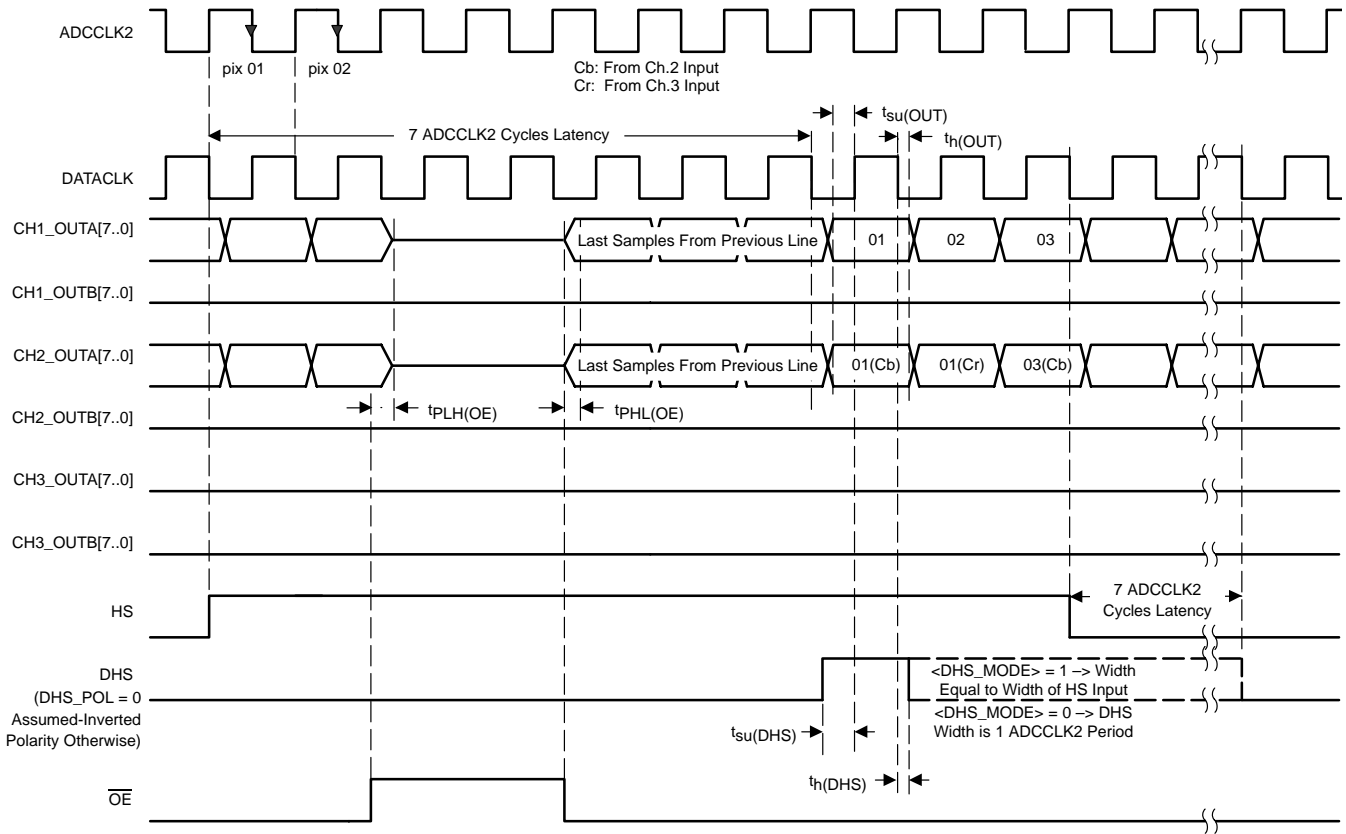 ADCCLK2
pix 01
pix 02
Cb: From Ch.2 Input
Cr: From Ch.3 Input
tsu(OUT)
7 ADCCLK2 Cycles Latency
th(OUT)
DATACLK
CH1_OUTA[7..0]
Last Samples From Previous Line
01
02
03
CH1_OUTB[7..0]
CH2_OUTA[7..0]
Last Samples From Previous Line
01(Cb)
01(Cr)
03(Cb)
tPLH(OE)
tPHL(OE)
CH2_OUTB[7..0]
CH3_OUTA[7..0]
CH3_OUTB[7..0]
HS
7 ADCCLK2
Cycles Latency
DHS
(DHS_POL = 0
Assumed-Inverted
Polarity Otherwise)
<DHS_MODE> = 1 –> Width
Equal to Width of HS Input
<DHS_MODE> = 0 –> DHS
Width is 1 ADCCLK2 Period
tsu(DHS)
th(DHS)
OE